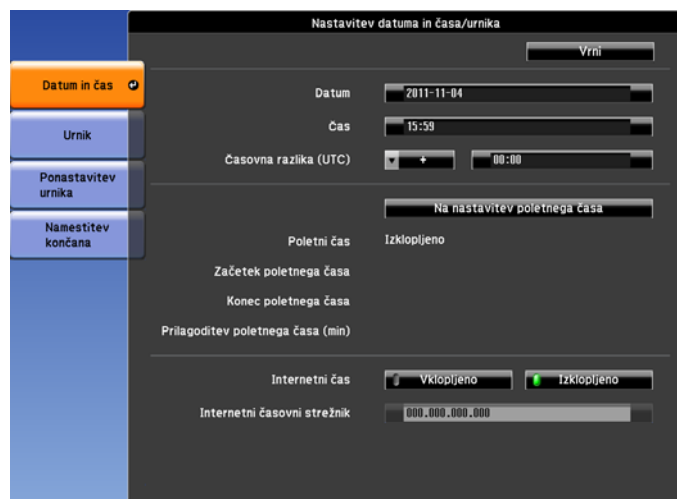 Nastavitev datuma in časa/urnika
Vrni
Datum in čas
Urnik
Ponastavitev
urnika
Namestitev
končana
Datum 2011-11-04
Čas 15:59
Časovna razlika (UTC) + 00:00
Na nastavitev poletnega časa
Poletni čas Izklopljeno
Začetek poletnega časa
Konec poletnega časa
Prilagoditev poletnega časa (min)
Internetni čas Vklopljeno Izklopljeno
Internetni časovni strežnik 000.000.000.000